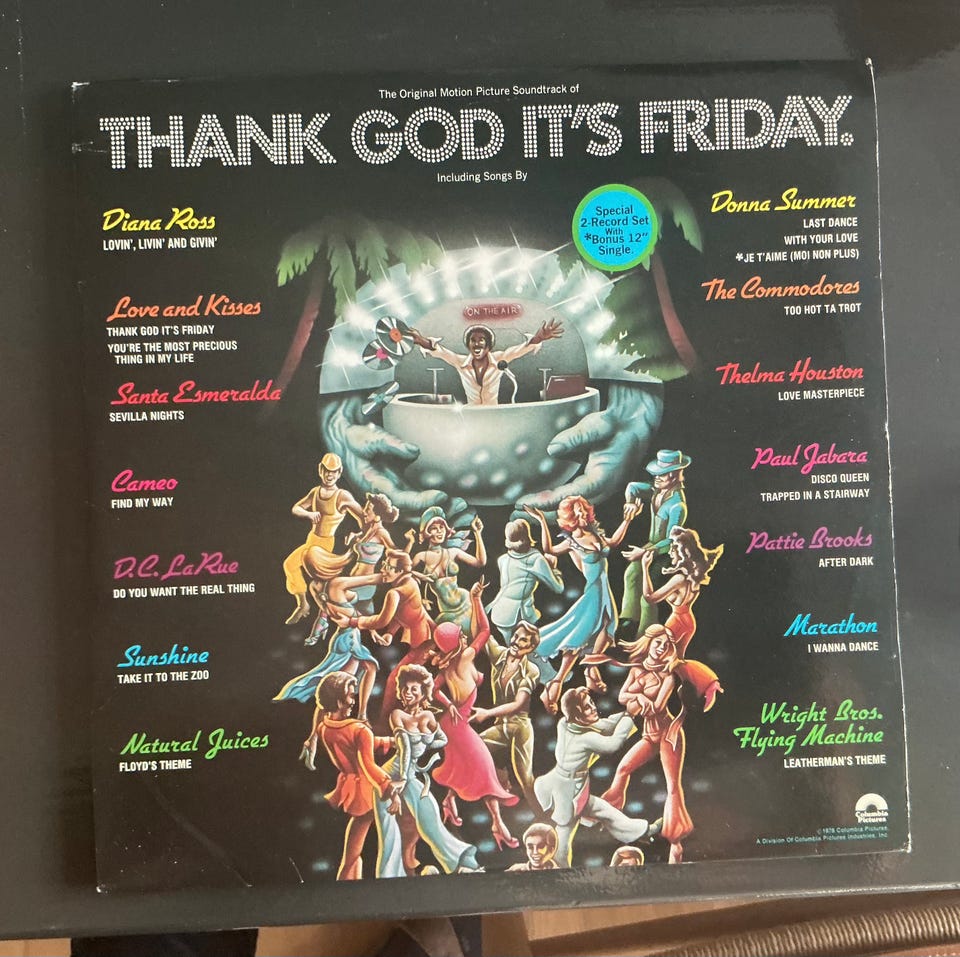 The Original Motion Picture Soundtrack of
THANK GOD IT'S FRIDAY.
Including Songs By
Special
2-Record Set
With
*Bonus 12"
Single.
ON THE AIR
Diana Ross
LOVIN', LIVIN' AND GIVIN'
Love and Kisses
THANK GOD IT'S FRIDAY
YOU'RE THE MOST PRECIOUS
THING IN MY LIFE
Santa Esmeralda
SEVILLA NIGHTS
Cameo
FIND MY WAY
D.C. LaRue
DO YOU WANT THE REAL THING
Sunshine
TAKE IT TO THE ZOO
Natural Juices
FLOYD'S THEME
Donna Summer
LAST DANCE
WITH YOUR LOVE
*JE T'AIME (MOI NON PLUS)
The Commodores
TOO HOT TA TROT
Thelma Houston
LOVE MASTERPIECE
Paul Jabara
DISCO QUEEN
TRAPPED IN A STAIRWAY
Pattie Brooks
AFTER DARK
Marathon
I WANNA DANCE
Wright Bros.
Flying Machine
LEATHERMAN'S THEME
Columbia
Pictures
©1978 Columbia Pictures.
A Division Of Columbia Pictures Industries, Inc.